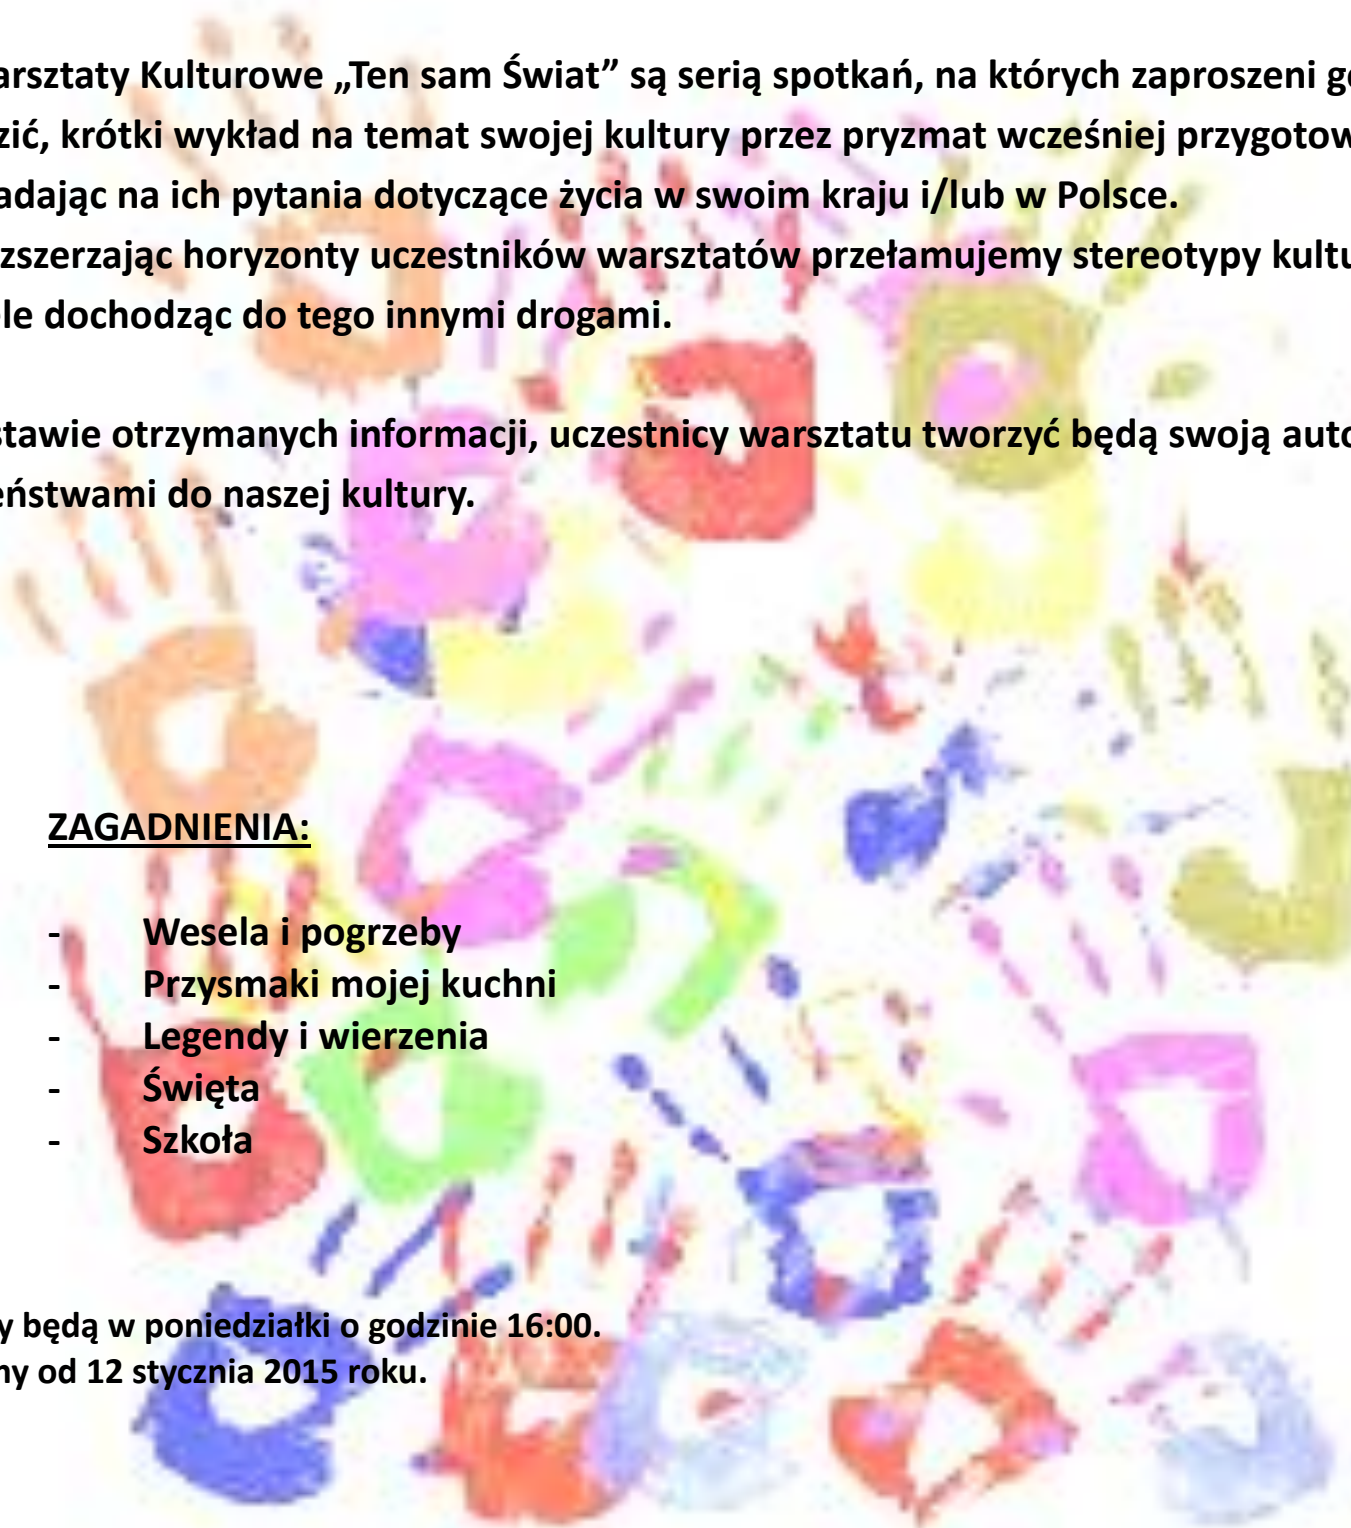 arsztaty Kulturowe „Ten sam Świat” są serią spotkań, na których zaproszeni
zić, krótki wykład na temat swojej kultury przez pryzmat wcześniej przygotow
adając na ich pytania dotyczące życia w swoim kraju i/lub w Polsce.
zszerzając horyzonty uczestników warsztatów przełamujemy stereotypy kultu
le dochodząc do tego innymi drogami.
stawie otrzymanych informacji, uczestnicy warsztatu tworzyć będą swoją auto
eństwami do naszej kultury.
ZAGADNIENIA:
- Wesela i pogrzeby
- Przysmaki mojej kuchni
- Legendy i wierzenia
- Święta
- Szkoła
y będą w poniedziałki o godzinie 16:00.
ny od 12 stycznia 2015 roku.